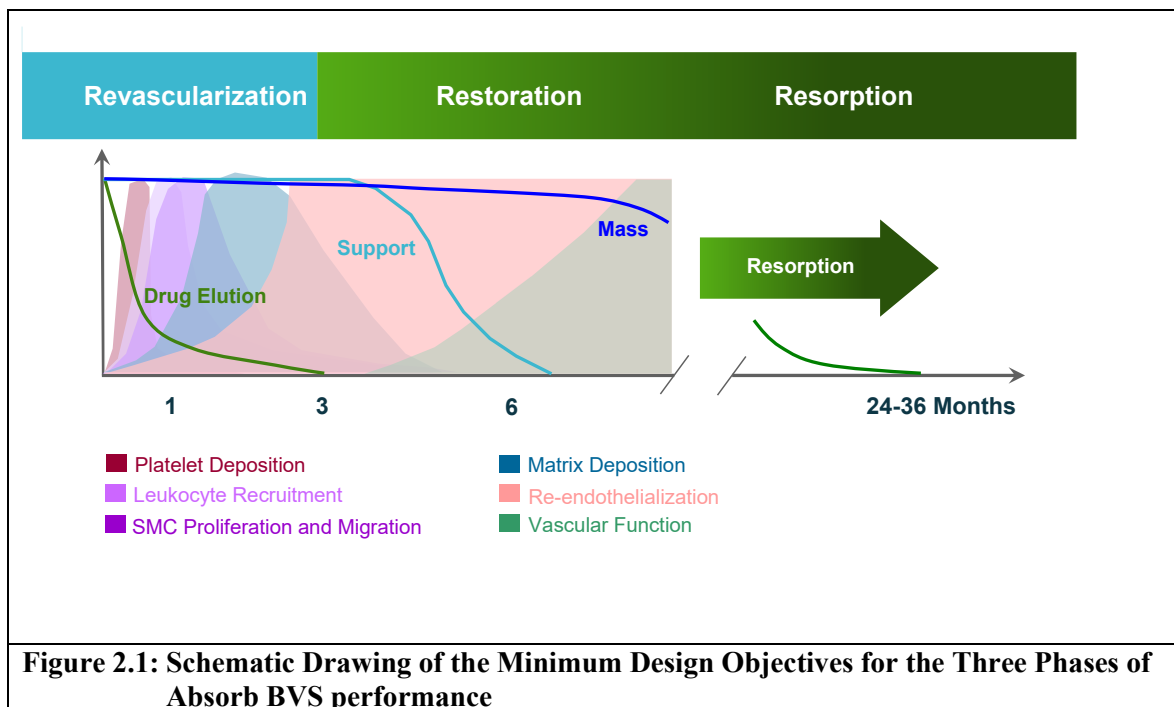 Revascularization Restoration Resorption
Mass
Support
Resorption
Drug Elution
1 3 6 24-36 Months
Platelet Deposition Matrix Deposition
Leukocyte Recruitment Re-endothelialization
SMC Proliferation and Migration Vascular Function
Figure 2.1: Schematic Drawing of the Minimum Design Objectives for the Three Phases of
Absorb BVS performance